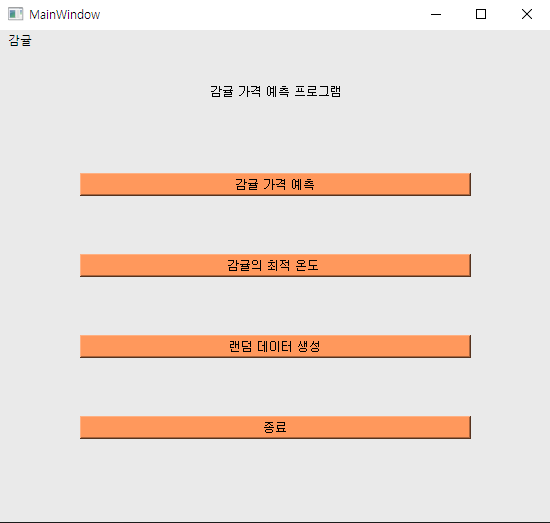 MainWindow
감귤
감귤 가격 예측 프로그램
감귤 가격 예측
감귤의 최적 온도
랜덤 데이터 생성
종료